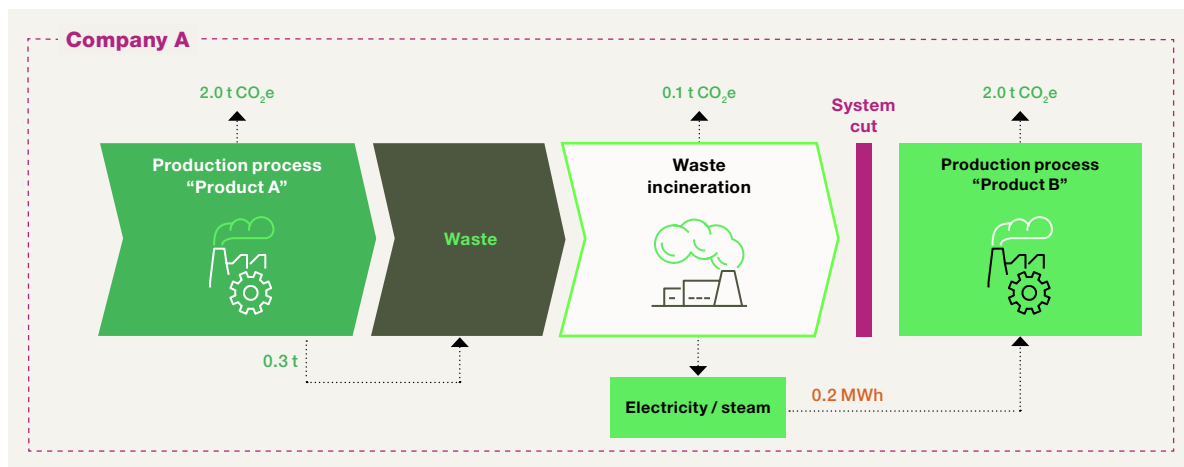 Company A
2.0 t CO₂e
0.1 t CO₂e
System
cut
2.0 t CO₂e
Production process
“Product A”
Waste
Waste
incineration
Production process
“Product B”
0.3 t
Electricity / steam
0.2 MWh